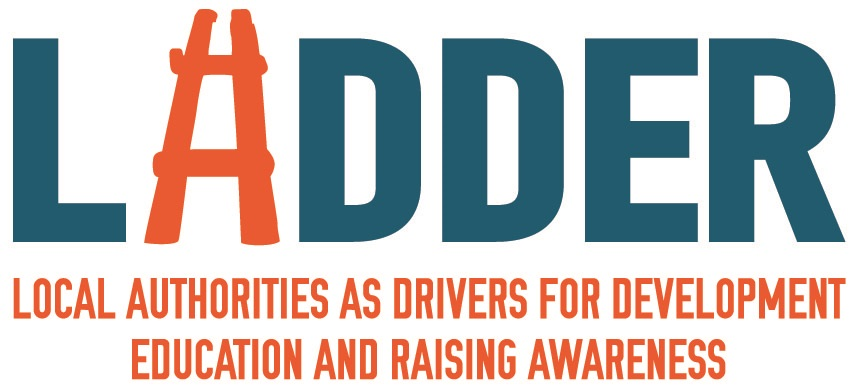 LADDER
LOCAL AUTHORITIES AS DRIVERS FOR DEVELOPMENT
EDUCATION AND RAISING AWARENESS